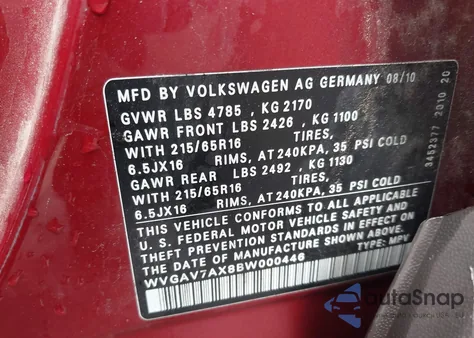 MFD BY VOLKSWAGEN AG GERMANY 08/10
GVWR LBS 4785 , KG 2170
GAWR FRONT LBS 2426 , KG 1100
WITH 215/65R16 TIRES,
6.5JX16 RIMS, AT 240KPA, 35 PSI COLD
GAWR REAR LBS 2492 , KG 1130
WITH 215/65R16 TIRES,
6.5JX16 RIMS, AT 240KPA, 35 PSI COLD
THIS VEHICLE CONFORMS TO ALL APPLICABLE
U.S. FEDERAL MOTOR VEHICLE SAFETY AND
THEFT PREVENTION STANDARDS IN EFFECT ON
THE DATE OF MANUFACTURE SHOWN ABOVE.
WVGAV7AX8BW000446 TYPE: MPV
3452377 2010 20
AutoSnap